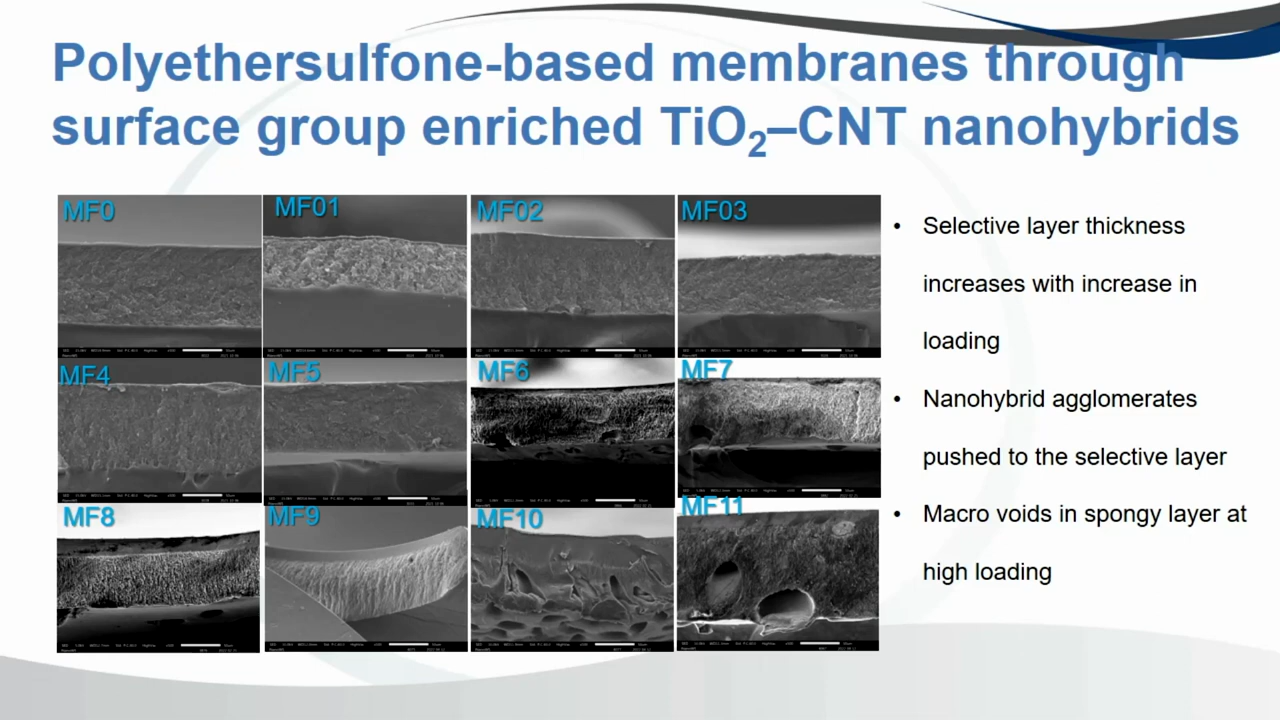 Polyethersulfone-based membranes through
surface group enriched TiO₂–CNT nanohybrids
MF0
MF01
MF02
MF03
MF4
MF5
MF6
MF7
MF8
MF9
MF10
MF11
• Selective layer thickness
increases with increase in
loading
• Nanohybrid agglomerates
pushed to the selective layer
• Macro voids in spongy layer at
high loading